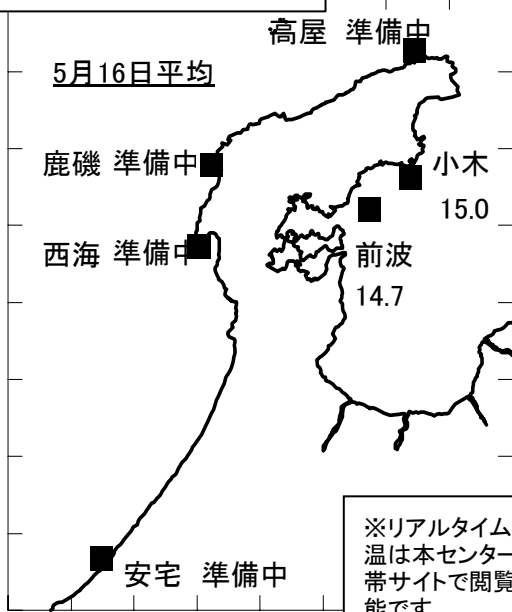 高屋 準備中
5月16日平均
鹿磯 準備中
小木
15.0
西海 準備中
前波
14.7
※リアルタイム
温は本センター
帯サイトで閲覧
能です
安宅 準備中